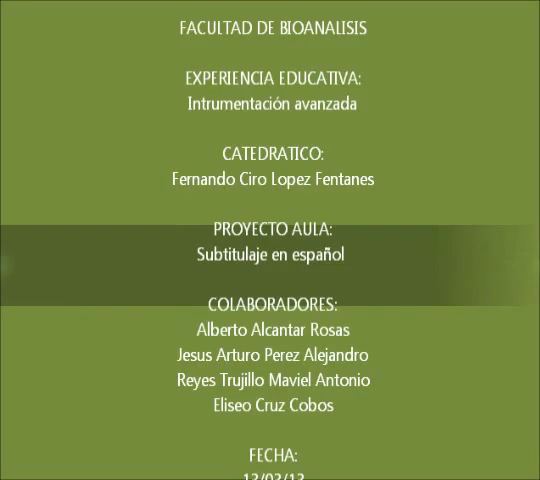 FACULTAD DE BIOANALISIS
EXPERIENCIA EDUCATIVA:
Intrumentación avanzada
CATEDRATICO:
Fernando Ciro Lopez Fentanes
PROYECTO AULA:
Subtitulaje en español
COLABORADORES:
Alberto Alcantar Rosas
Jesus Arturo Perez Alejandro
Reyes Trujillo Maviel Antonio
Eliseo Cruz Cobos
FECHA: